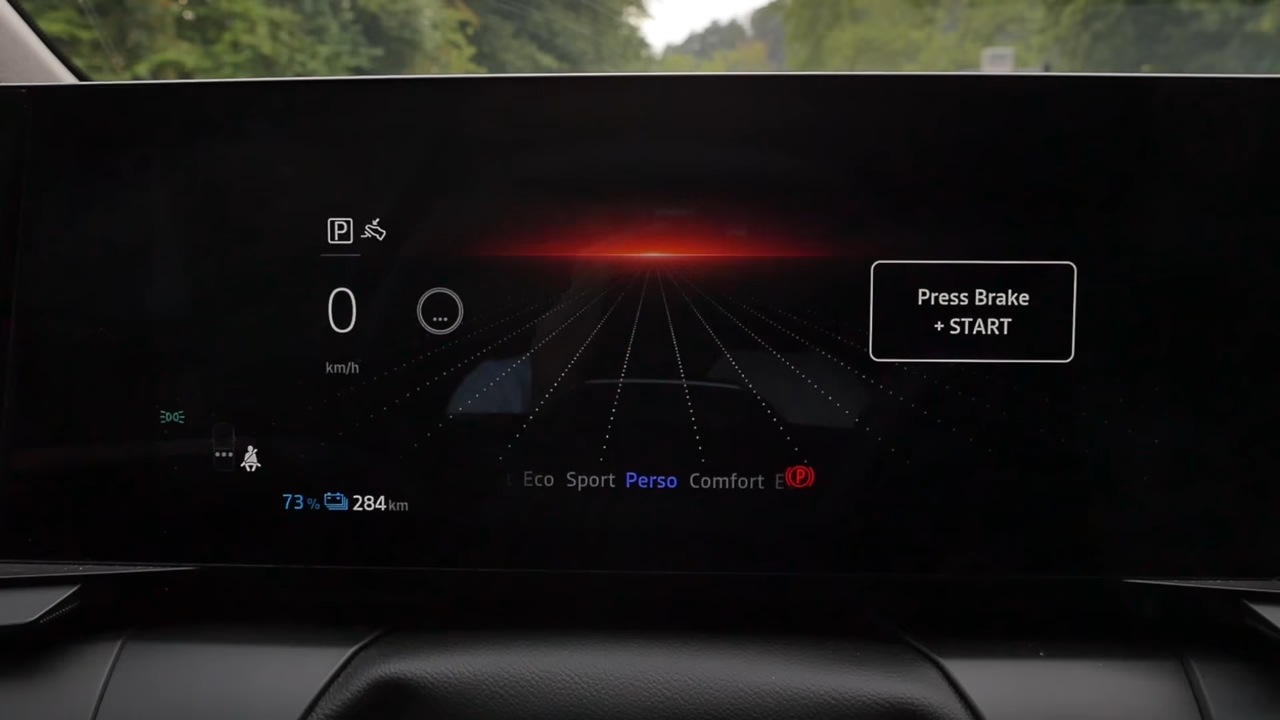 P
0
km/h
...
Press Brake
+ START
Eco Sport Perso Comfort E
P
73 % 284 km